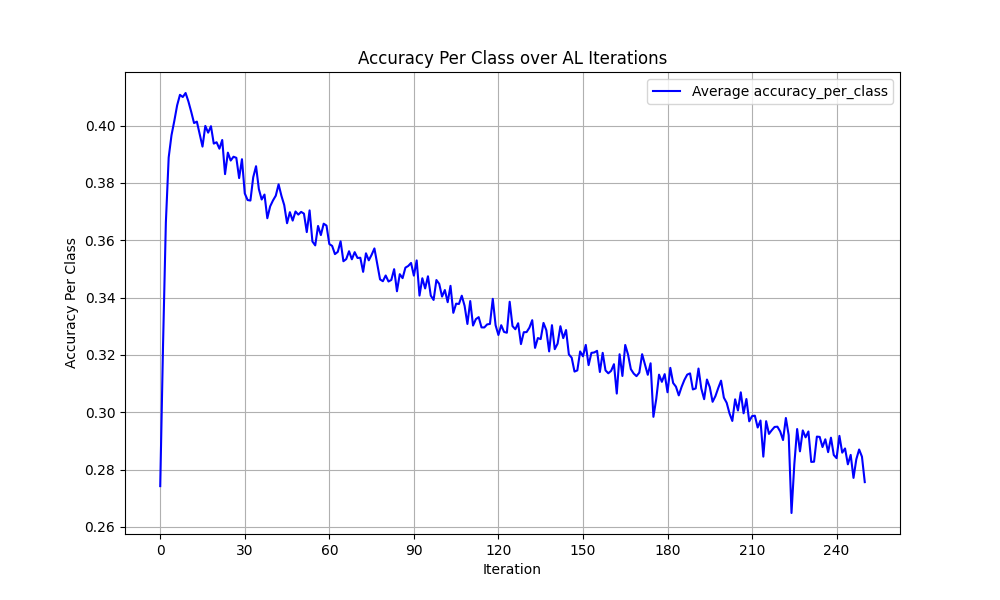 Accuracy Per Class over AL Iterations
Average accuracy_per_class
Accuracy Per Class
0.40
0.38
0.36
0.34
0.32
0.30
0.28
0.26
0 30 60 90 120 150 180 210 240
Iteration